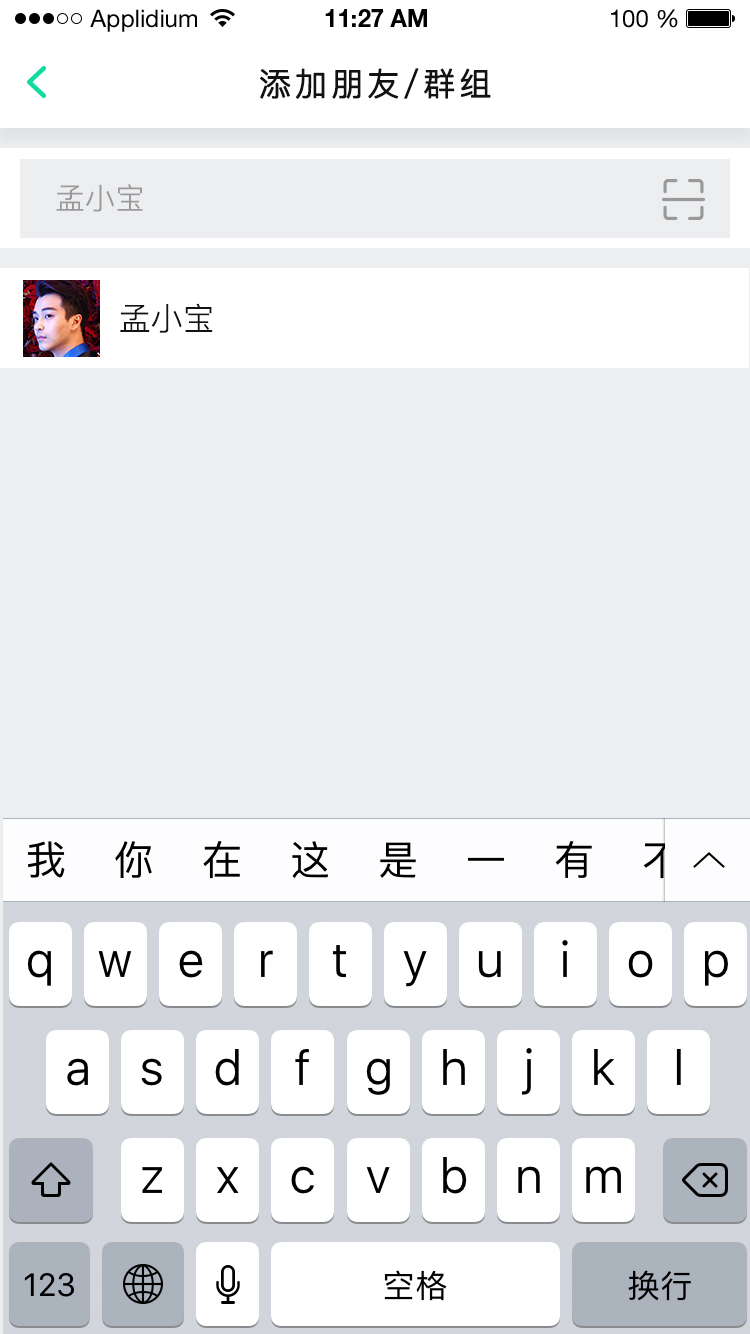 Applidium 11:27 AM 100 %
添加朋友/群组
孟小宝
孟小宝
我 你 在 这 是 一 有 不
q w e r t y u i o p
a s d f g h j k l
z x c v b n m
123 空格 换行